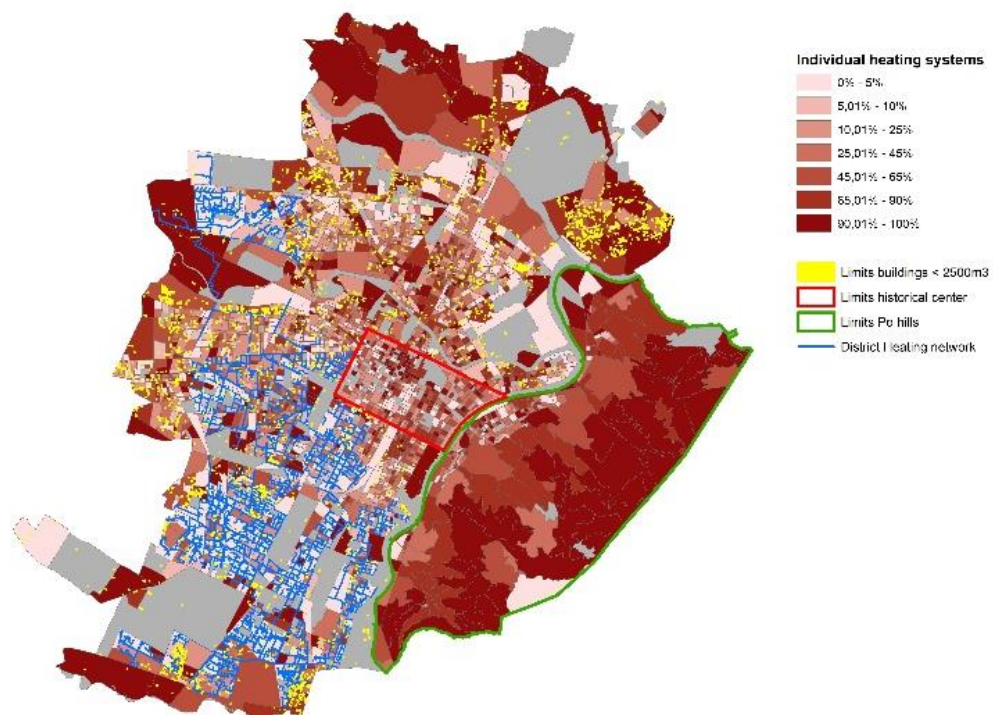 Individual heating systems
0% - 5%
5,01% - 10%
10,01% - 25%
25,01% - 45%
45,01% - 65%
65,01% - 90%
90,01% - 100%
Limits buildings < 2500m3
Limits historical center
Limits Po hills
District Heating network